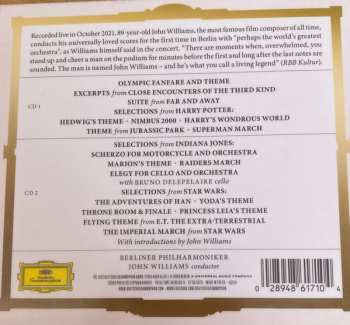 Recorded live in October 2021, 89-year-old John Williams, the most famous film composer of all time,
conducts his universally loved scores for the first time in Berlin with "perhaps the world's greatest
orchestra", as Williams himself said in the concert. "There are moments when, overwhelmed, you
stand up and cheer a man on the podium for minutes before the first note and long after the last notes are
sounded. The man is named John Williams – and he's what you call a living legend" (RBB Kultur).
CD 1
OLYMPIC FANFARE AND THEME
EXCERPTS from CLOSE ENCOUNTERS OF THE THIRD KIND
SUITE from FAR AND AWAY
SELECTIONS from HARRY POTTER:
HEDWIG'S THEME · NIMBUS 2000 · HARRY'S WONDROUS WORLD
THEME from JURASSIC PARK · SUPERMAN MARCH
CD 2
SELECTIONS from INDIANA JONES:
SCHERZO FOR MOTORCYCLE AND ORCHESTRA
MARION'S THEME · RAIDERS MARCH
ELEGY FOR CELLO AND ORCHESTRA
with BRUNO DELEPELAIRE cello
SELECTIONS from STAR WARS:
THE ADVENTURES OF HAN · YODA'S THEME
THRONE ROOM & FINALE · PRINCESS LEIA'S THEME
FLYING THEME from E.T. THE EXTRA-TERRESTRIAL
THE IMPERIAL MARCH from STAR WARS
With introductions by John Williams
BERLINER PHILHARMONIKER
JOHN WILLIAMS conductor
Deutsche
Grammophon
0 28948 61710 4